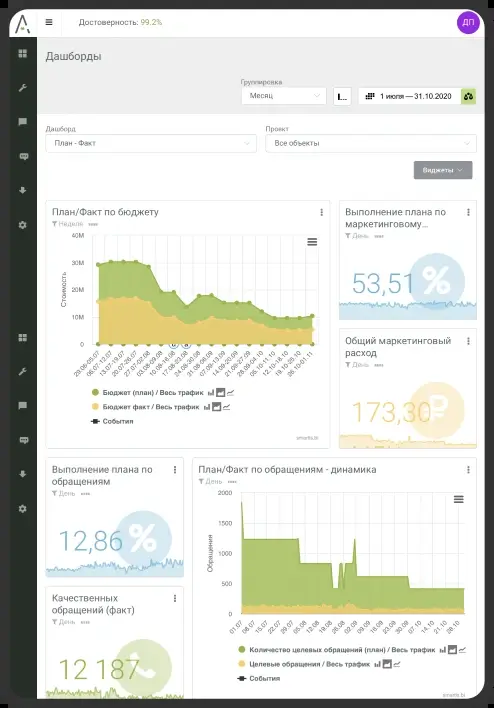 Достоверность: 99.2%
ДП
Дашборды
Группировка
Месяц
1 июля — 31.10.2020
Дашборд
План - Факт
Проект
Все объекты
Виджеты
План/Факт по бюджету
Неделя
40M
30M
20M
10M
0
Стоимость
29.06-05.07
06.07-12.07
13.07-19.07
20.07-26.07
27.07-02.08
03.08-09.08
10.08-16.08
17.08-23.08
24.08-30.08
31.08-06.09
07.09-13.09
14.09-20.09
21.09-27.09
28.09-04.10
05.10-11.10
12.10-18.10
19.10-25.10
26.10-01.11
Бюджет (план) / Весь трафик
Бюджет факт / Весь трафик
События
smartis.bi
Выполнение плана по
маркетинговому...
День
53,51 %
Общий маркетинговый
расход
День
173,30 ₽
Выполнение плана по
обращениям
День
12,86 %
Качественных
обращений (факт)
День
12 187
План/Факт по обращениям - динамика
День
2000
1500
1000
500
0
Обращения
01.07
08.07
15.07
22.07
29.07
05.08
12.08
19.08
26.08
02.09
09.09
16.09
23.09
30.09
07.10
14.10
21.10
28.10
Количество целевых обращений (план) / Весь трафик
Целевые обращения / Весь трафик
События
smartis.bi